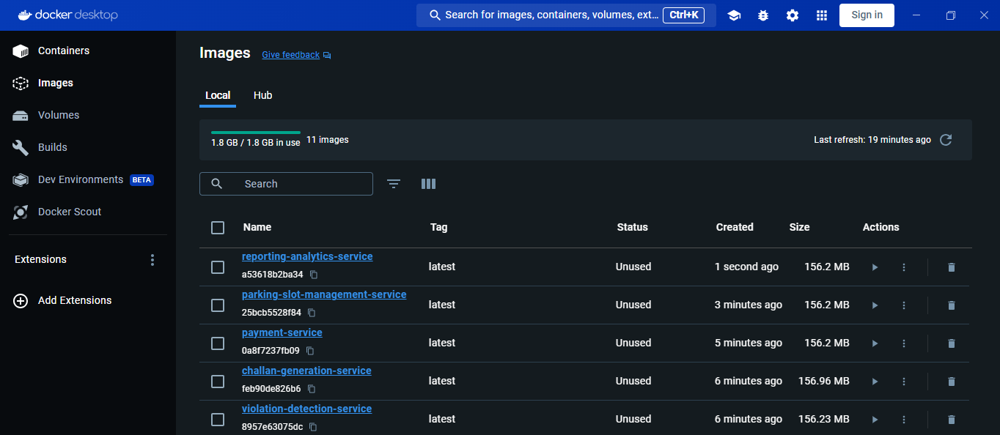 docker desktop
Search for images, containers, volumes, ext... Ctrl+K
Sign in
Containers
Images
Volumes
Builds
Dev Environments BETA
Docker Scout
Extensions
Add Extensions
Images Give feedback
Local Hub
1.8 GB / 1.8 GB in use 11 images Last refresh: 19 minutes ago
Search
Name Tag Status Created Size Actions
reporting-analytics-service
a53618b2ba34 latest Unused 1 second ago 156.2 MB
parking-slot-management-service
25bcb5528f84 latest Unused 3 minutes ago 156.2 MB
payment-service
0a8f7237fb09 latest Unused 5 minutes ago 156.2 MB
challan-generation-service
feb90de826b6 latest Unused 6 minutes ago 156.96 MB
violation-detection-service
8957e63075dc latest Unused 6 minutes ago 156.23 MB